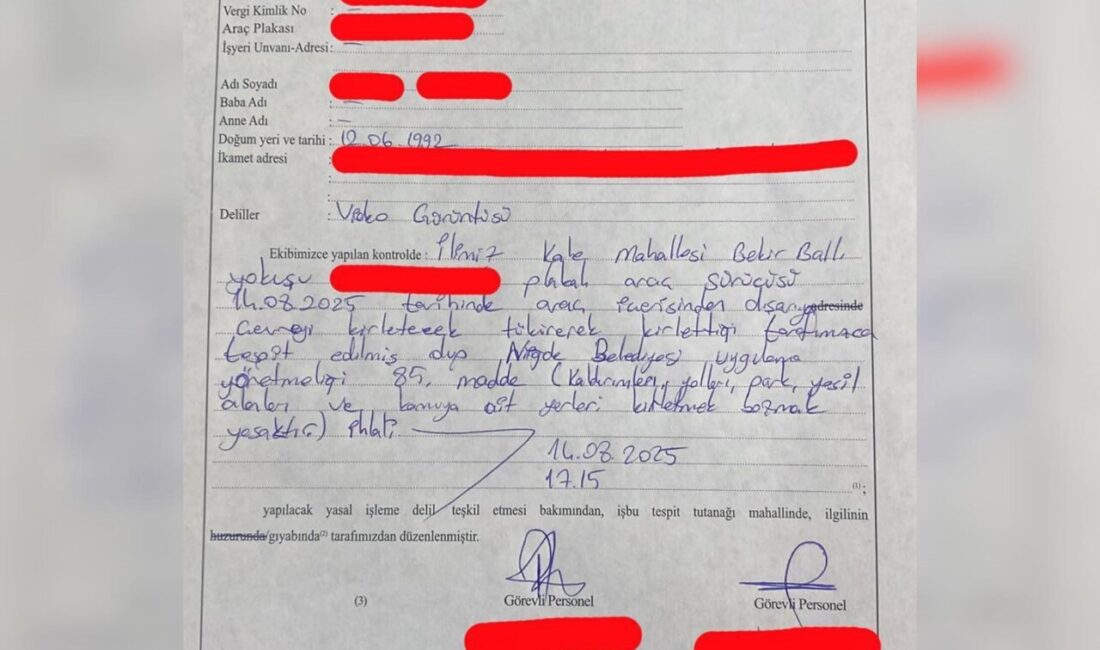 Vergi Kimlik No : —
Araç Plakası :
İşyeri Unvanı-Adresi: —
Adı Soyadı :
Baba Adı : —
Anne Adı : —
Doğum yeri ve tarihi : 12.06.1992
İkamet adresi :
Deliller : Video Görüntüsü
Ekibimizce yapılan kontrolde : İlimiz Kale Mahallesi Bekir Ballı
yokuşu plakalı araç sürücüsü
14.08.2025 tarihinde araç içerisinden dışarıya adresinde
Çevreyi kirletecek tükürerek kirlettiği tarafımızca
tespit edilmiş olup Niğde Belediyesi uygulama
yönetmeliği 85. madde (kaldırımları, yolları, park, yeşil
alanları ve kamuya ait yerleri kirletmek bozmak
yasaktır) ihlali
14.08.2025
17.15 (1);
yapılacak yasal işleme delil teşkil etmesi bakımından, işbu tespit tutanağı mahallinde, ilgilinin
huzurunda/gıyabında(2) tarafımızdan düzenlenmiştir.
(3) Görevli Personel Görevli Personel